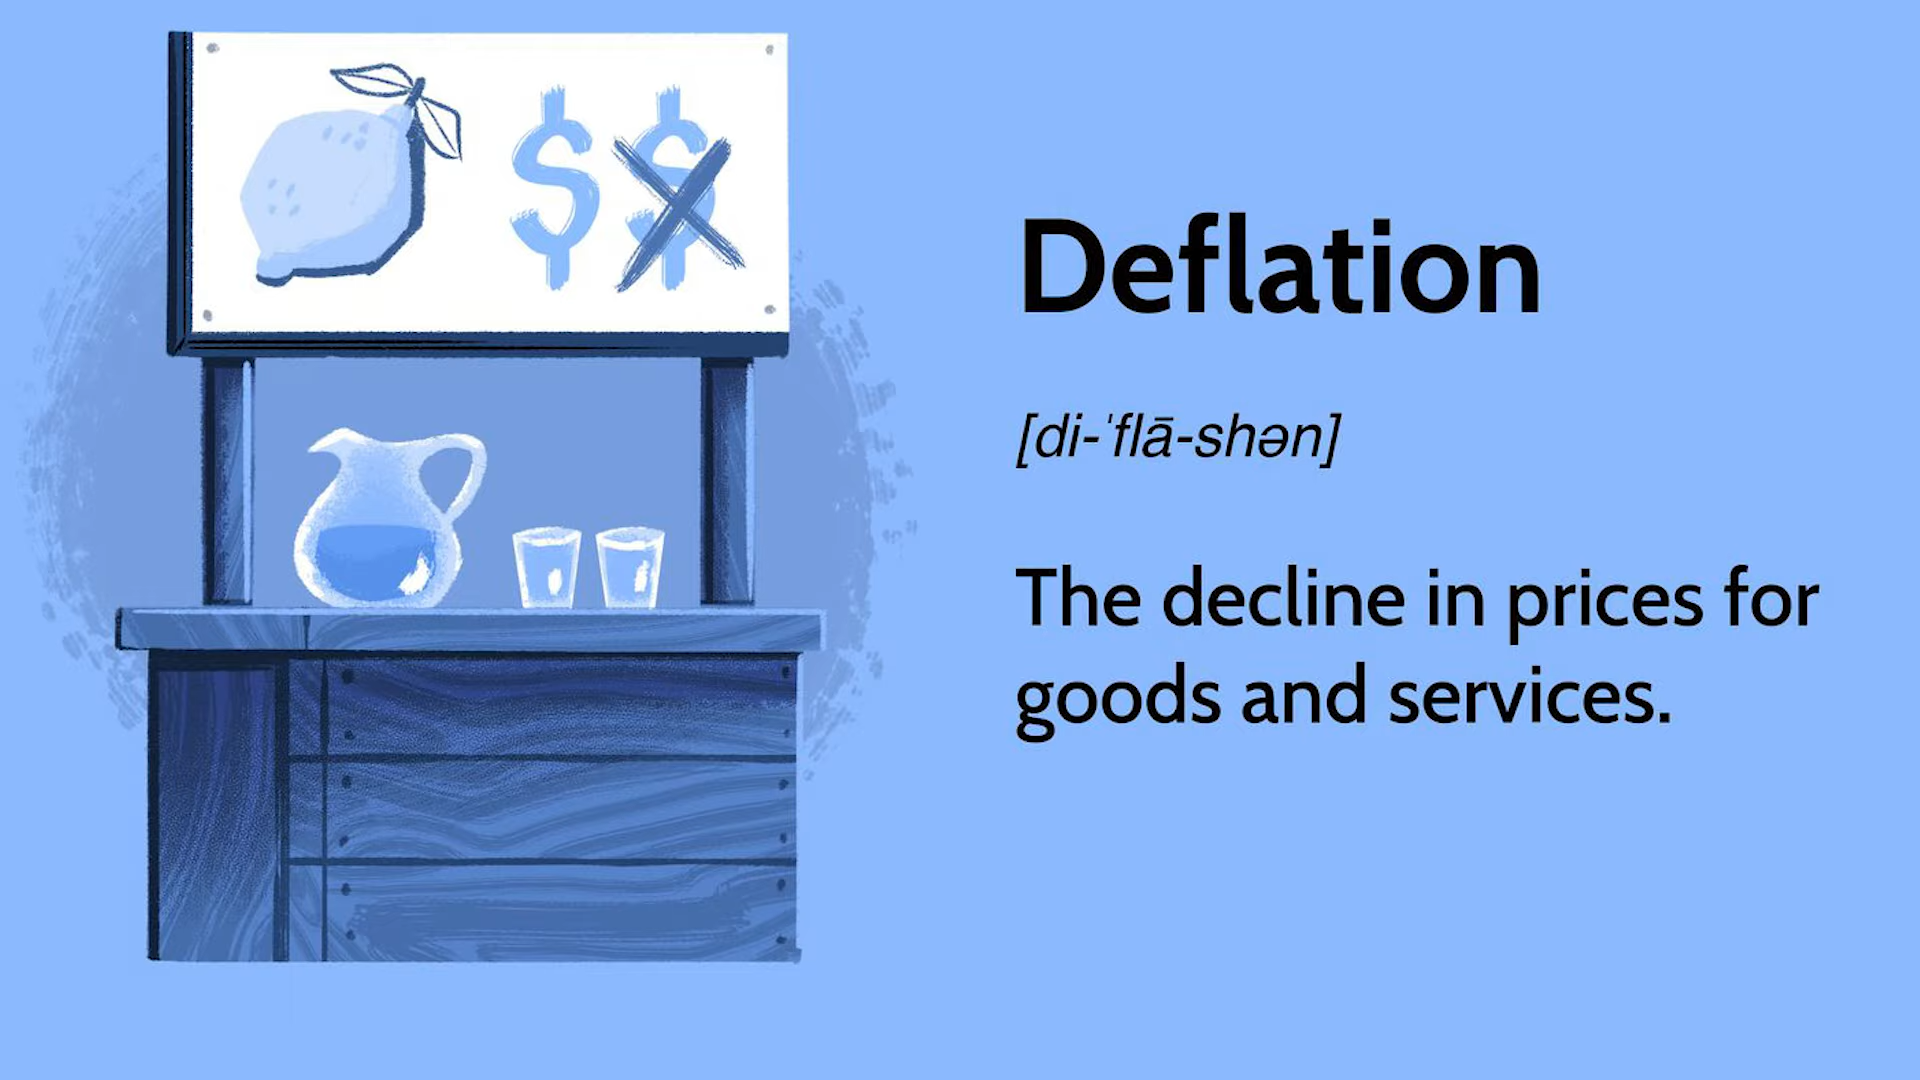 $$
Deflation
[di-ˈflā-shən]
The decline in prices for
goods and services.